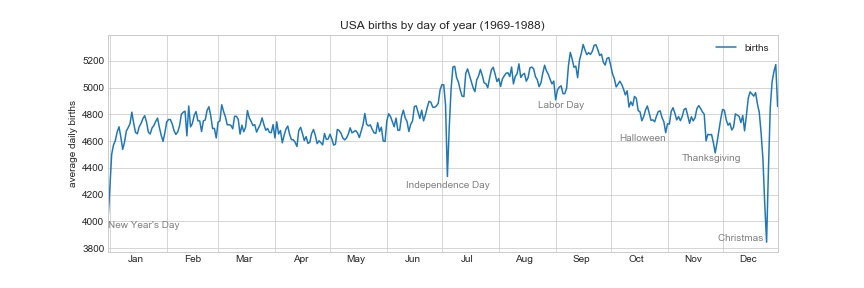 USA births by day of year (1969-1988)
births
average daily births
5200
5000
4800
4600
4400
4200
4000
3800
New Year's Day
Independence Day
Labor Day
Halloween
Thanksgiving
Christmas
Jan Feb Mar Apr May Jun Jul Aug Sep Oct Nov Dec